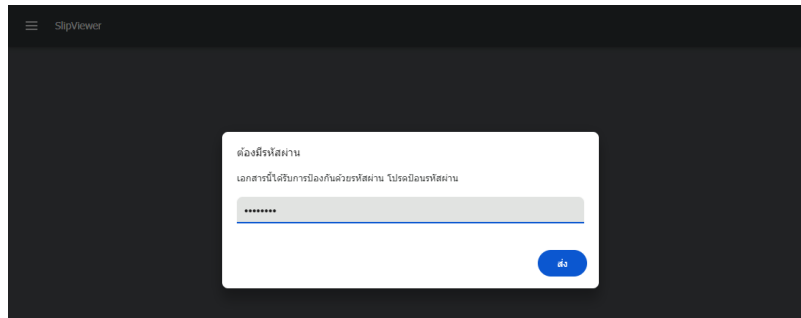 SlipViewer
ต้องมีรหัสผ่าน
เอกสารนี้ได้รับการป้องกันด้วยรหัสผ่าน โปรดป้อนรหัสผ่าน
••••••••
ส่ง